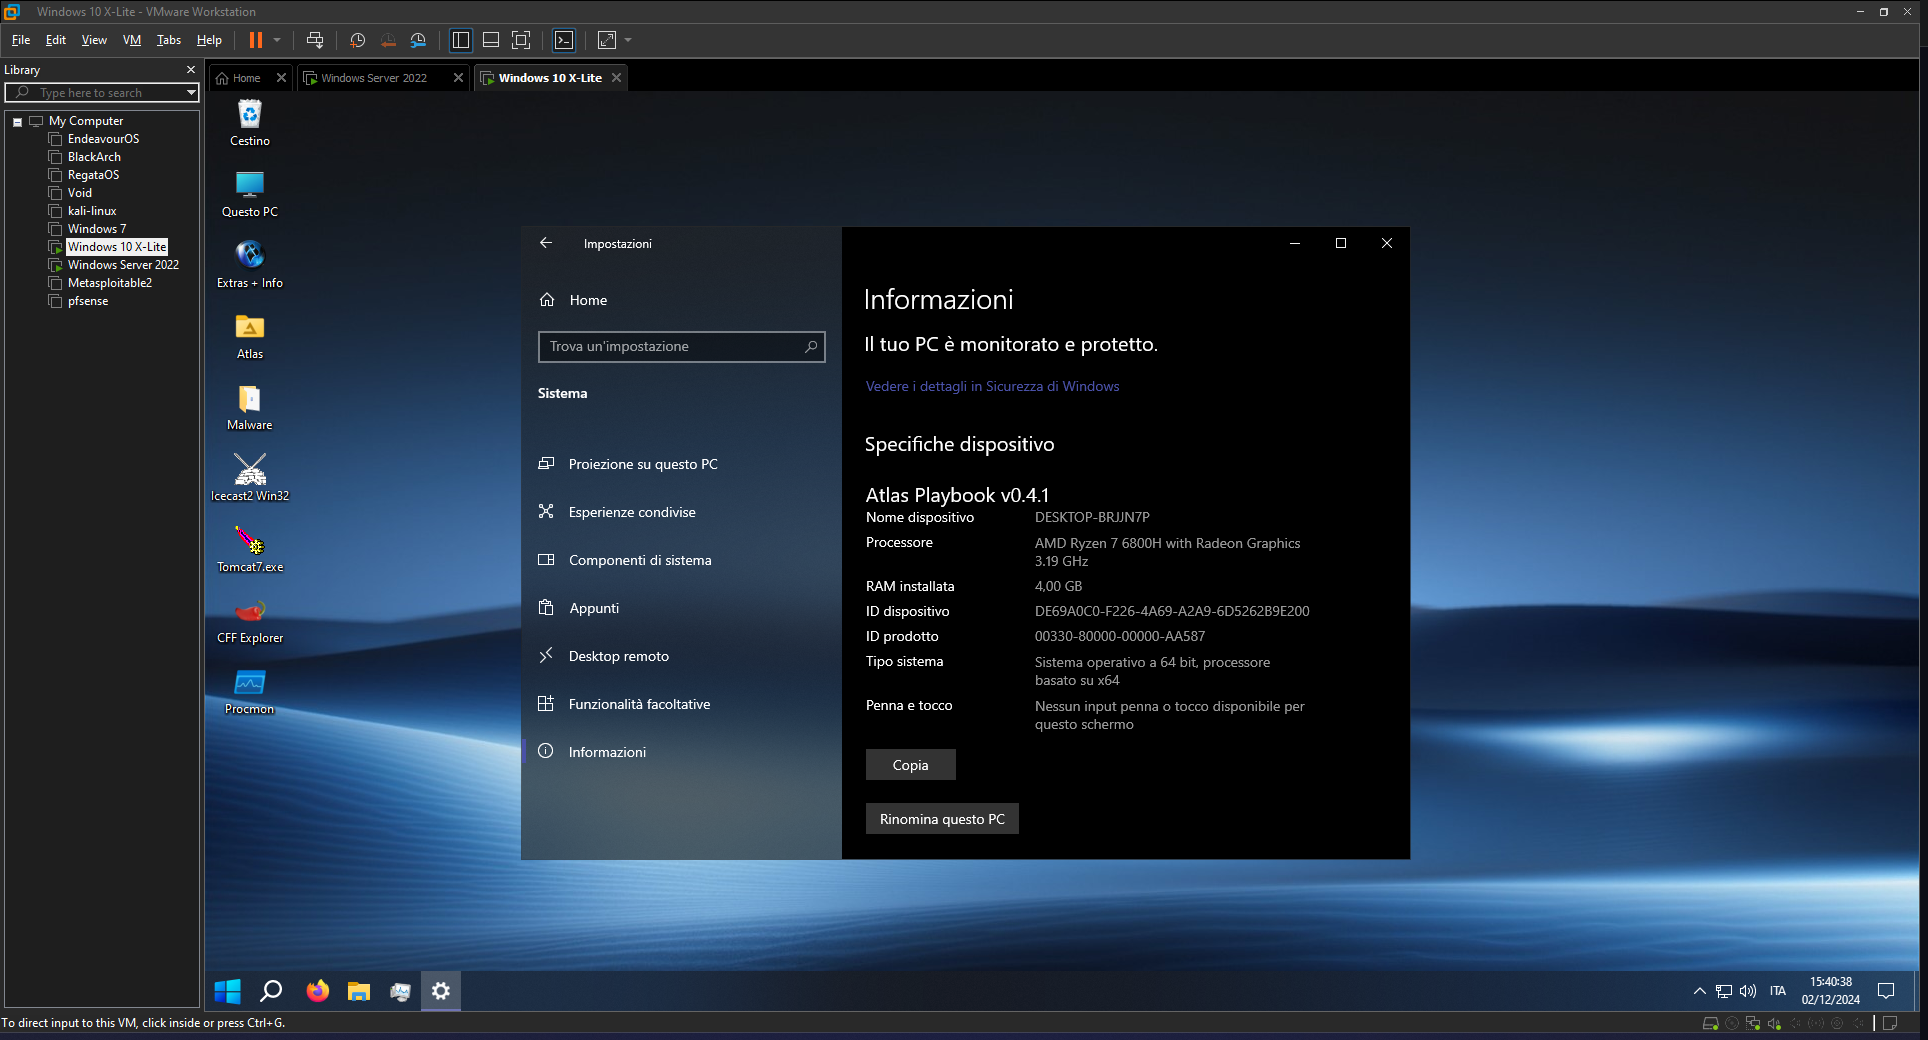 Windows 10 X-Lite - VMware Workstation
File Edit View VM Tabs Help
Library
Type here to search
My Computer
EndeavourOS
BlackArch
RegataOS
Void
kali-linux
Windows 7
Windows 10 X-Lite
Windows Server 2022
Metasploitable2
pfsense
Home
Windows Server 2022
Windows 10 X-Lite
Cestino
Questo PC
Extras + Info
Atlas
Malware
Icecast2 Win32
Tomcat7.exe
CFF Explorer
Procmon
Impostazioni
Home
Trova un'impostazione
Sistema
Proiezione su questo PC
Esperienze condivise
Componenti di sistema
Appunti
Desktop remoto
Funzionalità facoltative
Informazioni
Informazioni
Il tuo PC è monitorato e protetto.
Vedere i dettagli in Sicurezza di Windows
Specifiche dispositivo
Atlas Playbook v0.4.1
Nome dispositivo DESKTOP-BRJJN7P
Processore AMD Ryzen 7 6800H with Radeon Graphics
3.19 GHz
RAM installata 4,00 GB
ID dispositivo DE69A0C0-F226-4A69-A2A9-6D5262B9E200
ID prodotto 00330-80000-00000-AA587
Tipo sistema Sistema operativo a 64 bit, processore
basato su x64
Penna e tocco Nessun input penna o tocco disponibile per
questo schermo
Copia
Rinomina questo PC
ITA
15:40:38
02/12/2024
To direct input to this VM, click inside or press Ctrl+G.